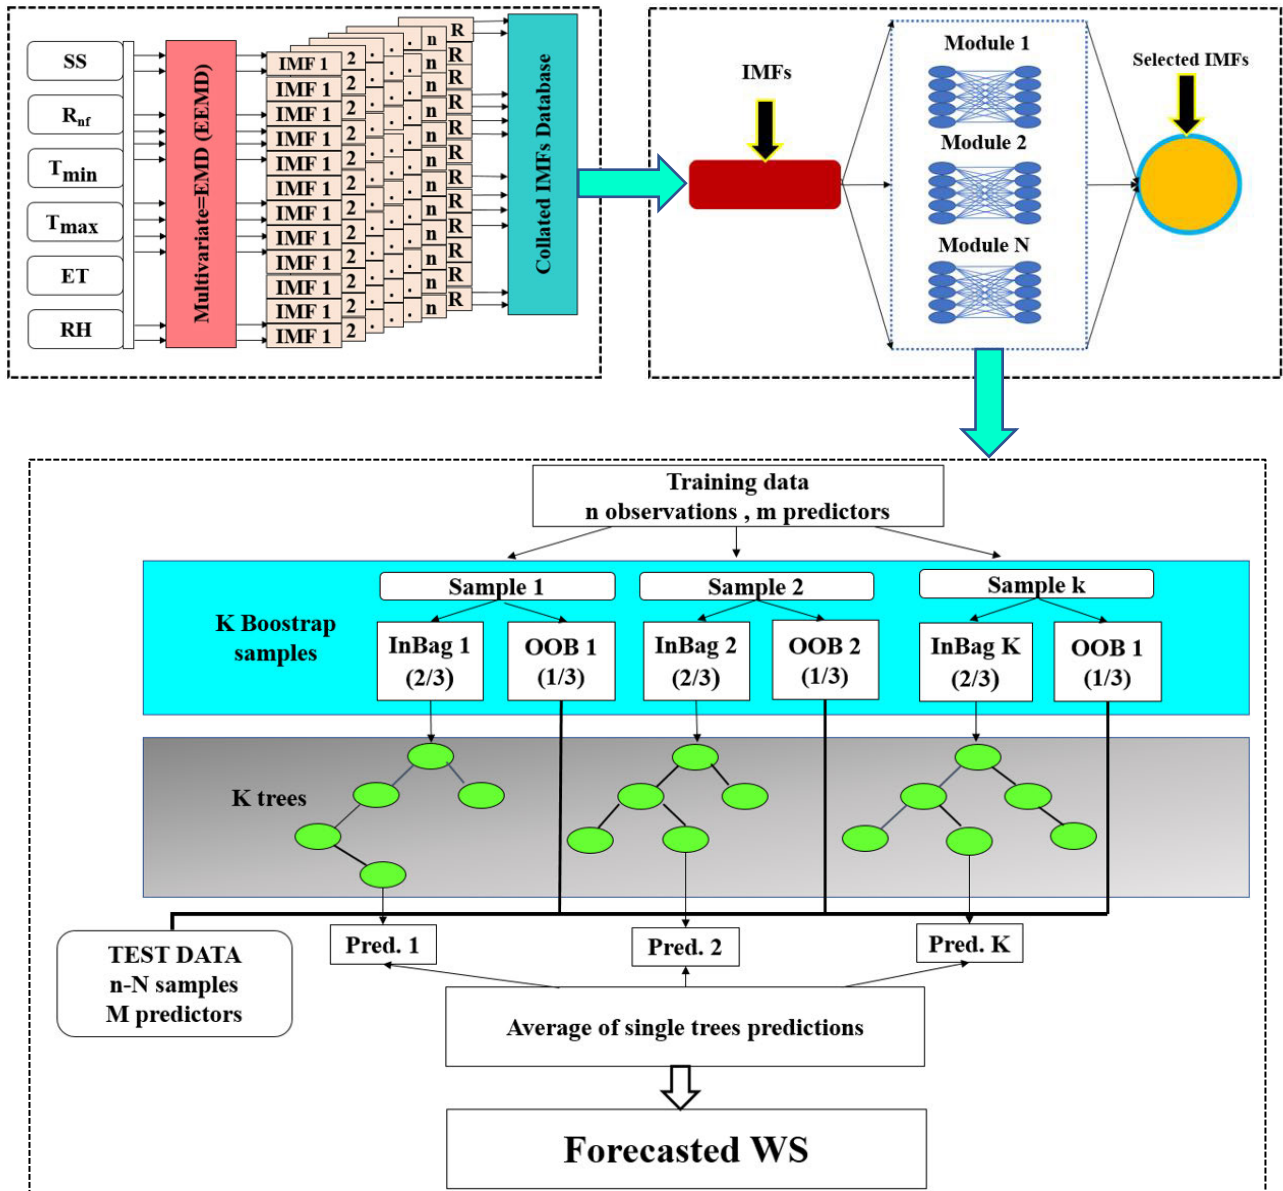 SS
R_nf
T_min
T_max
ET
RH
Multivariate=EMD (EEMD)
IMF 1 2 . . . n R
IMF 1 2 . . . n R
IMF 1 2 . . . n R
IMF 1 2 . . . n R
IMF 1 2 . . . n R
IMF 1 2 . . . n R
IMF 1 2 . . . n R
IMF 1 2 . . . n R
IMF 1 2 . . . n R
IMF 1 2 . . . n R
IMF 1 2 . . . n R
IMF 1 2 . . . n R
Collated IMFs Database
IMFs
Module 1
Module 2
Module N
Selected IMFs
Training data
n observations , m predictors
K Boostrap
samples
Sample 1
Sample 2
Sample k
InBag 1
(2/3)
OOB 1
(1/3)
InBag 2
(2/3)
OOB 2
(1/3)
InBag K
(2/3)
OOB 1
(1/3)
K trees
TEST DATA
n-N samples
M predictors
Pred. 1
Pred. 2
Pred. K
Average of single trees predictions
Forecasted WS